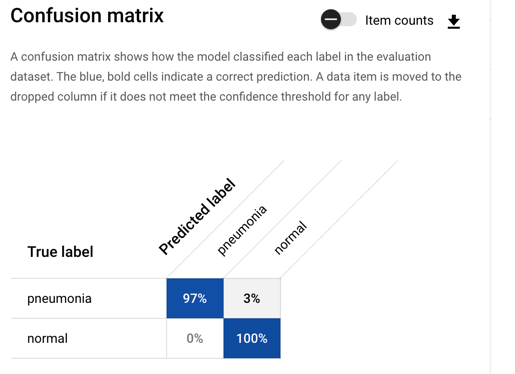 Confusion matrix
Item counts
A confusion matrix shows how the model classified each label in the evaluation
dataset. The blue, bold cells indicate a correct prediction. A data item is moved to the
dropped column if it does not meet the confidence threshold for any label.
Predicted label
pneumonia
normal
True label
pneumonia 97% 3%
normal 0% 100%